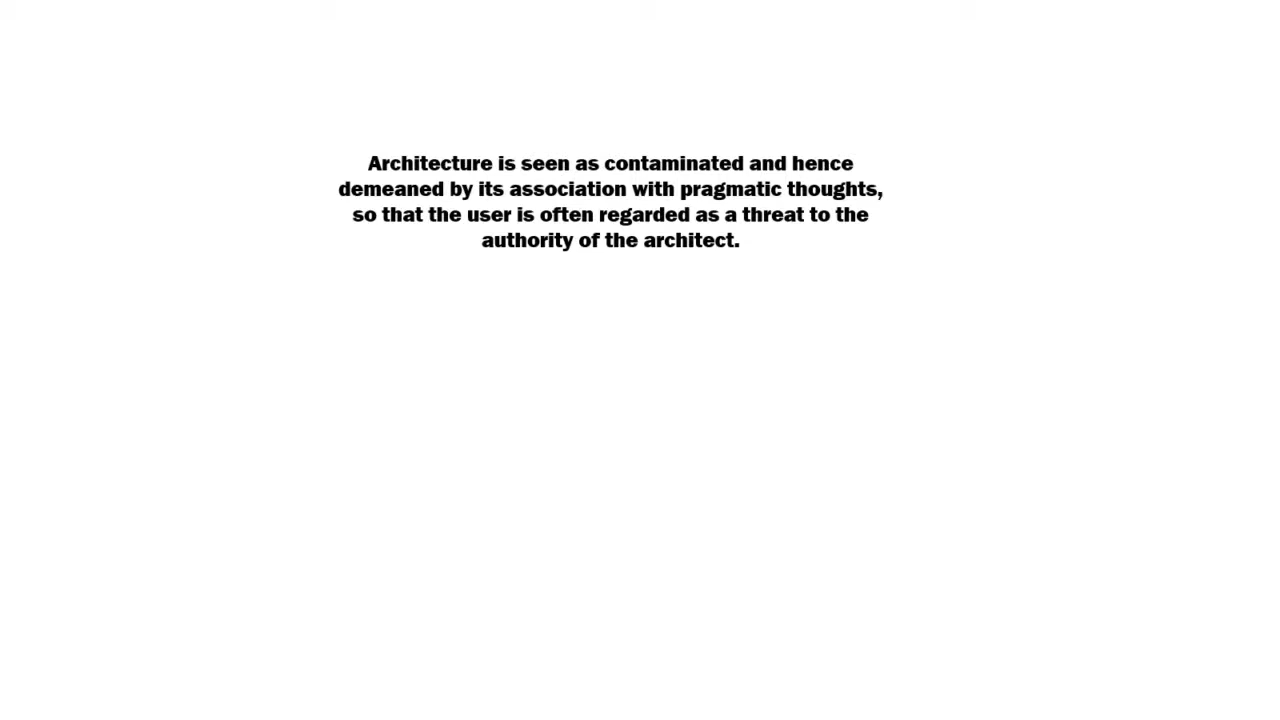 Architecture is seen as contaminated and hence
demeaned by its association with pragmatic thoughts,
so that the user is often regarded as a threat to the
authority of the architect.